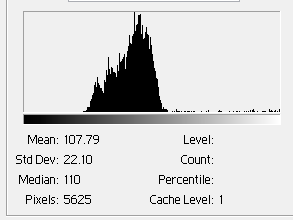 Mean: 107.79 Level:
Std Dev: 22.10 Count:
Median: 110 Percentile:
Pixels: 5625 Cache Level: 1